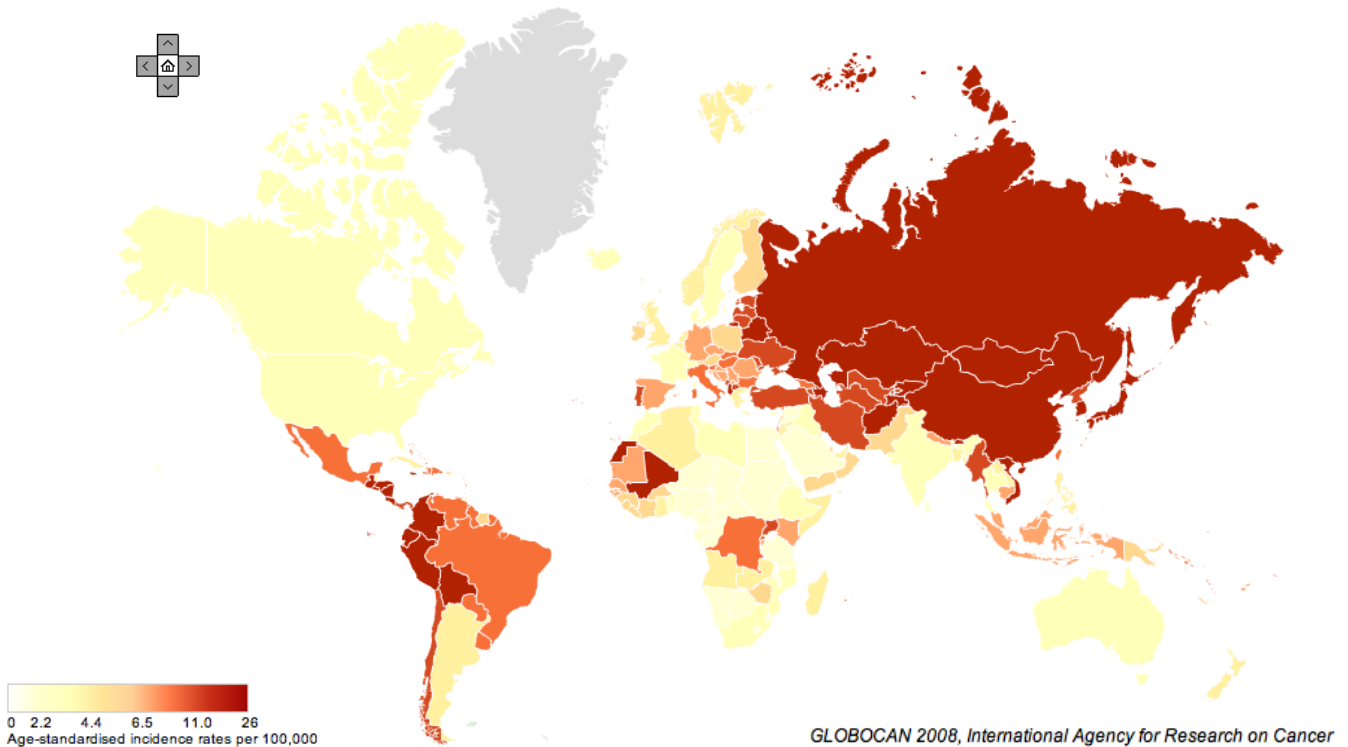 0 2.2 4.4 6.5 11.0 26
Age-standardised incidence rates per 100,000
GLOBOCAN 2008, International Agency for Research on Cancer